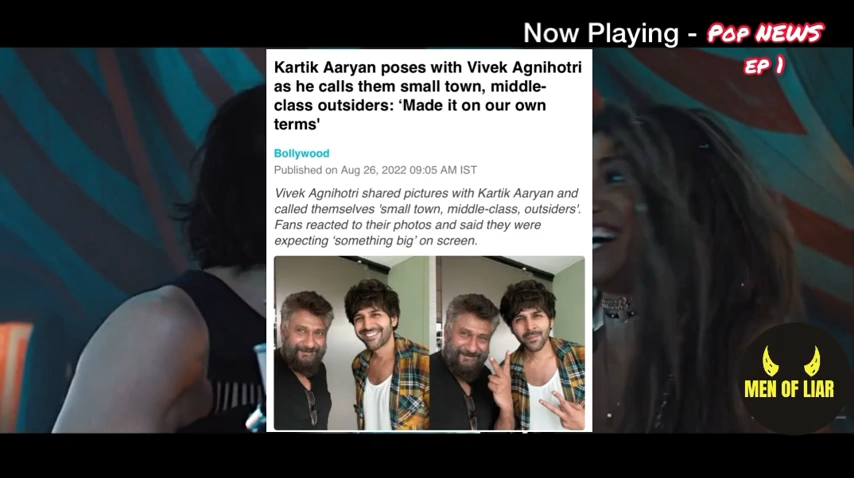 Now Playing - POP NEWS
EP 1
Kartik Aaryan poses with Vivek Agnihotri
as he calls them small town, middle-
class outsiders: ‘Made it on our own
terms'
Bollywood
Published on Aug 26, 2022 09:05 AM IST
Vivek Agnihotri shared pictures with Kartik Aaryan and
called themselves 'small town, middle-class, outsiders'.
Fans reacted to their photos and said they were
expecting ‘something big’ on screen.
MEN OF LIAR